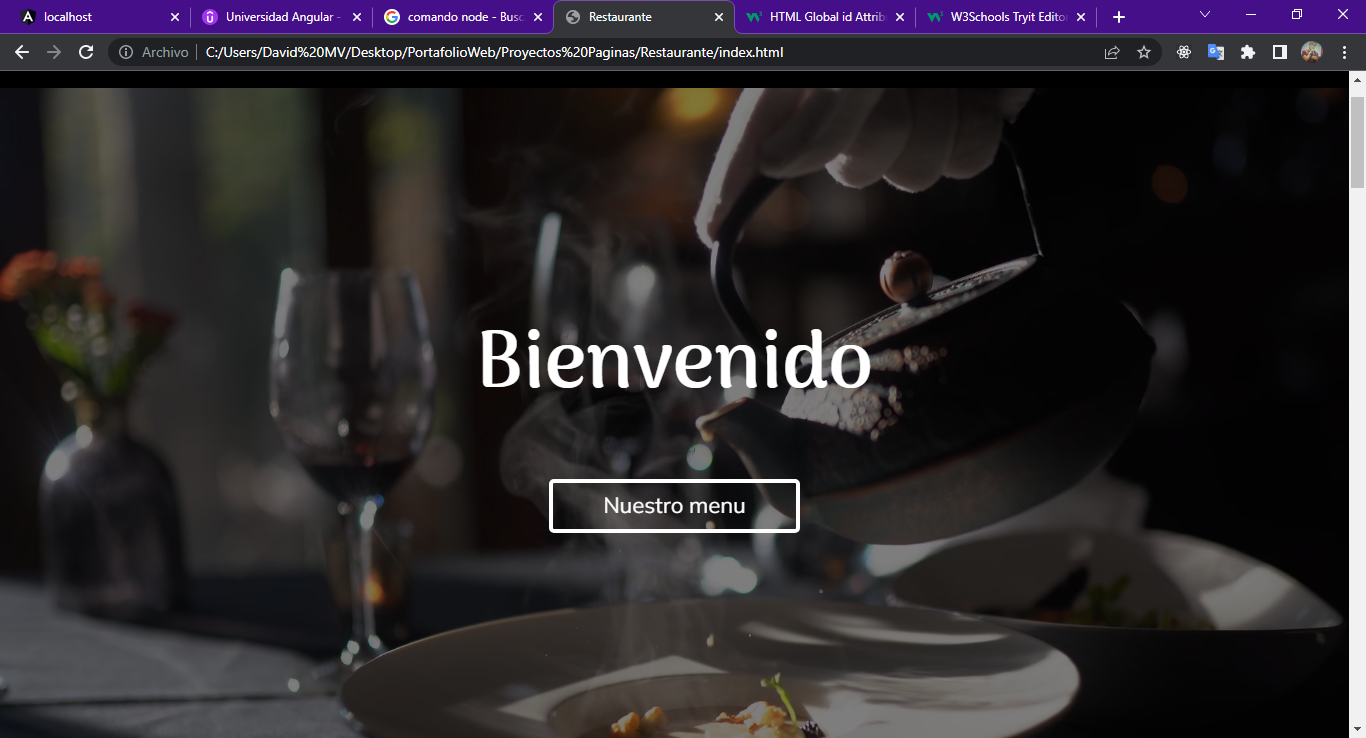 localhost
Universidad Angular -
comando node - Busc
Restaurante
HTML Global id Attrib
W3Schools Tryit Editor
Archivo
C:/Users/David%20MV/Desktop/PortafolioWeb/Proyectos%20Paginas/Restaurante/index.html
Bienvenido
Nuestro menu